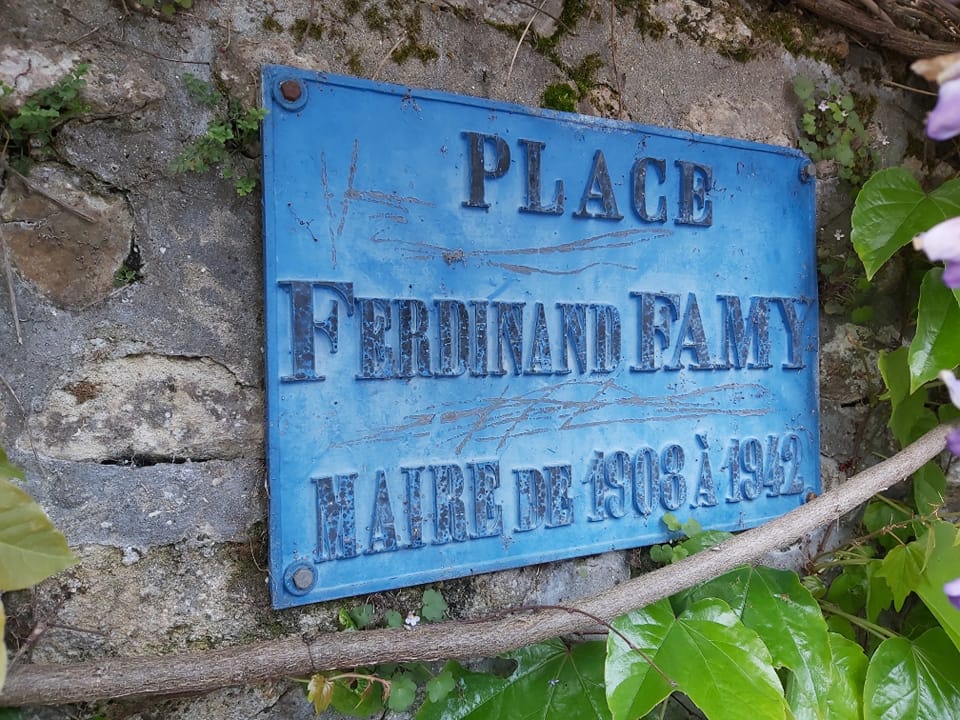 PLACE
FERDINAND FAMY
MAIRE DE 1908 À 1942